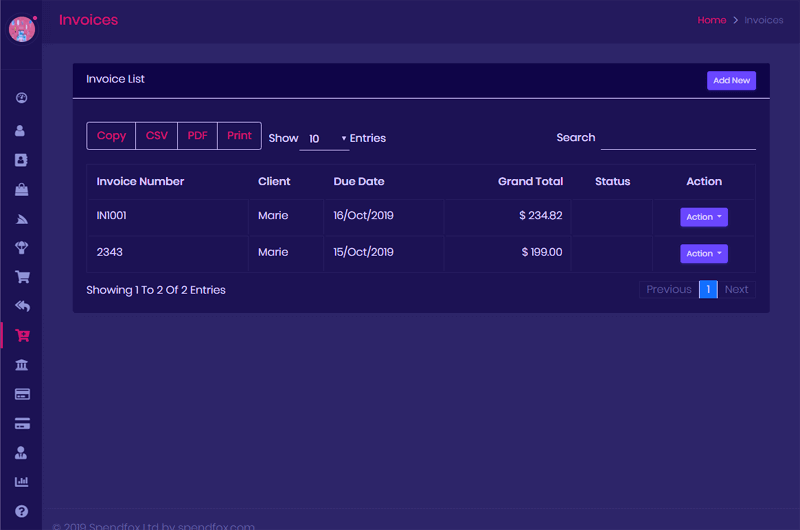 Invoices
Home > Invoices
Invoice List
Add New
Copy CSV PDF Print Show 10 Entries
Search
Invoice Number Client Due Date Grand Total Status Action
IN1001 Marie 16/Oct/2019 $ 234.82 Action
2343 Marie 15/Oct/2019 $ 199.00 Action
Showing 1 To 2 Of 2 Entries
Previous 1 Next
© 2019 Spendfox Ltd by spendfox.com